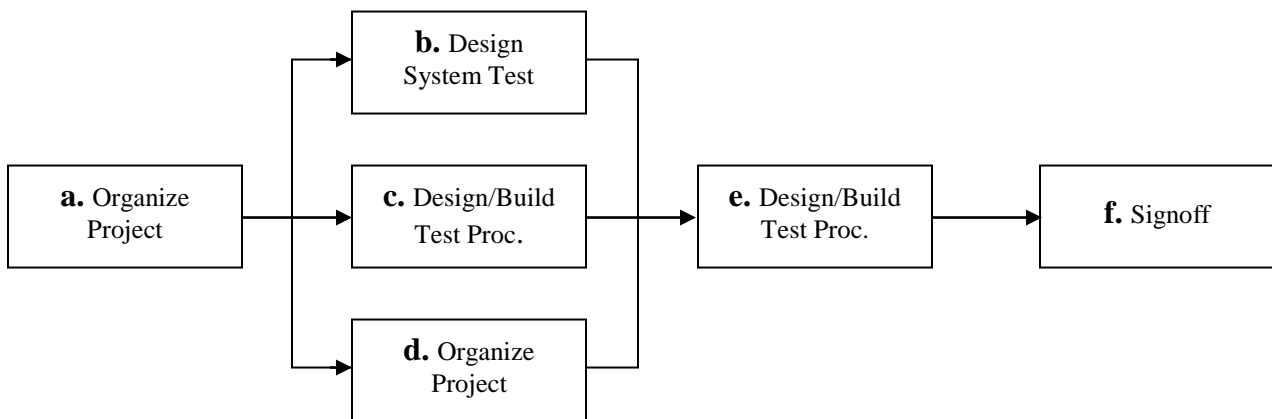 b. Design
System Test
a. Organize
Project
c. Design/Build
Test Proc.
d. Organize
Project
e. Design/Build
Test Proc.
f. Signoff